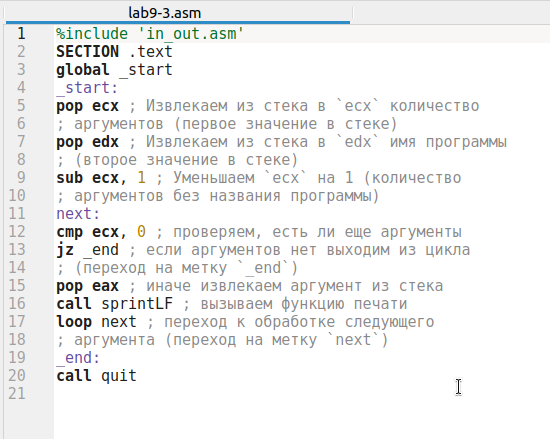 lab9-3.asm
1 %include 'in_out.asm'
2 SECTION .text
3 global _start
4 _start:
5 pop ecx ; Извлекаем из стека в `ecx` количество
6 ; аргументов (первое значение в стеке)
7 pop edx ; Извлекаем из стека в `edx` имя программы
8 ; (второе значение в стеке)
9 sub ecx, 1 ; Уменьшаем `ecx` на 1 (количество
10 ; аргументов без названия программы)
11 next:
12 cmp ecx, 0 ; проверяем, есть ли еще аргументы
13 jz _end ; если аргументов нет выходим из цикла
14 ; (переход на метку `_end`)
15 pop eax ; иначе извлекаем аргумент из стека
16 call sprintLF ; вызываем функцию печати
17 loop next ; переход к обработке следующего
18 ; аргумента (переход на метку `next`)
19 _end:
20 call quit
21